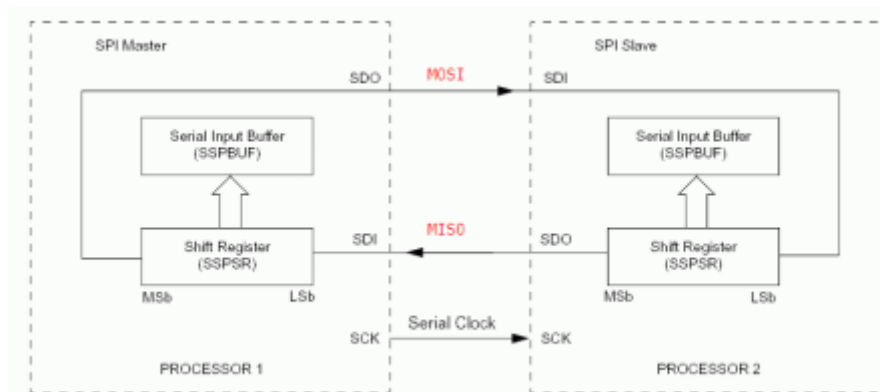 SPI Master
SPI Slave
SDO
MOSI
SDI
Serial Input Buffer
(SSPBUF)
Serial Input Buffer
(SSPBUF)
SDI
MISO
SDO
Shift Register
(SSPSR)
Shift Register
(SSPSR)
MSb
LSb
MSb
LSb
Serial Clock
SCK
SCK
PROCESSOR 1
PROCESSOR 2